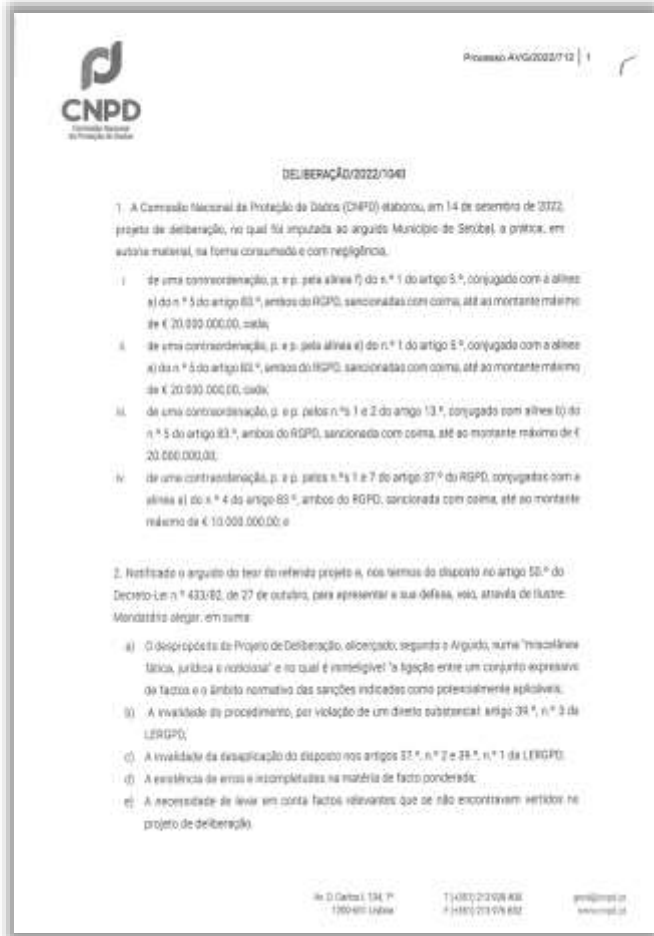 Processo AVG/2022/712 | 1
CNPD
Comissão Nacional
de Proteção de Dados
DELIBERAÇÃO/2022/1040
1. A Comissão Nacional de Proteção de Dados (CNPD) elaborou, em 14 de setembro de 2022,
projeto de deliberação, no qual foi imputada ao arguido Município de Setúbal, a prática, em
autoria material, na forma consumada e com negligência,
i. de uma contraordenação, p. e p. pela alínea f) do n.º 1 do artigo 5.º, conjugada com a alínea
a) do n.º 5 do artigo 83.º, ambos do RGPD, sancionadas com coima, até ao montante máximo
de € 20.000.000,00, cada;
ii. de uma contraordenação, p. e p. pela alínea e) do n.º 1 do artigo 5.º, conjugada com a alínea
a) do n.º 5 do artigo 83.º, ambos do RGPD, sancionadas com coima, até ao montante máximo
de € 20.000.000,00, cada;
iii. de uma contraordenação, p. e p. pelos n.ºs 1 e 2 do artigo 13.º, conjugado com alínea b) do
n.º 5 do artigo 83.º, ambos do RGPD, sancionada com coima, até ao montante máximo de €
20.000.000,00;
iv. de uma contraordenação, p. e p. pelos n.ºs 1 e 7 do artigo 37.º do RGPD, conjugados com a
alínea a) do n.º 4 do artigo 83.º, ambos do RGPD, sancionada com coima, até ao montante
máximo de € 10.000.000,00; e
2. Notificado o arguido do teor do referido projeto e, nos termos do disposto no artigo 50.º do
Decreto-Lei n.º 433/82, de 27 de outubro, para apresentar a sua defesa, veio, através de Ilustre
Mandatário alegar, em suma:
a) O despropósito do Projeto de Deliberação, alicerçado, segundo o Arguido, numa "miscelânea
fática, jurídica e noticiosa" e no qual é ininteligível "a ligação entre um conjunto expressivo
de factos e o âmbito normativo das sanções indicadas como potencialmente aplicáveis;
b) A invalidade do procedimento, por violação de um direito substancial: artigo 39.º, n.º 3 da
LERGPD;
c) A invalidade da desaplicação do disposto nos artigos 37.º, n.º 2 e 39.º, n.º 1 da LERGPD;
d) A existência de erros e incompletudes na matéria de facto ponderada;
e) A necessidade de levar em conta factos relevantes que se não encontravam vertidos no
projeto de deliberação.
Av. D. Carlos I, 134, 1º
1200-651 Lisboa
T (+351) 213 928 400
F (+351) 213 976 832
geral@cnpd.pt
www.cnpd.pt